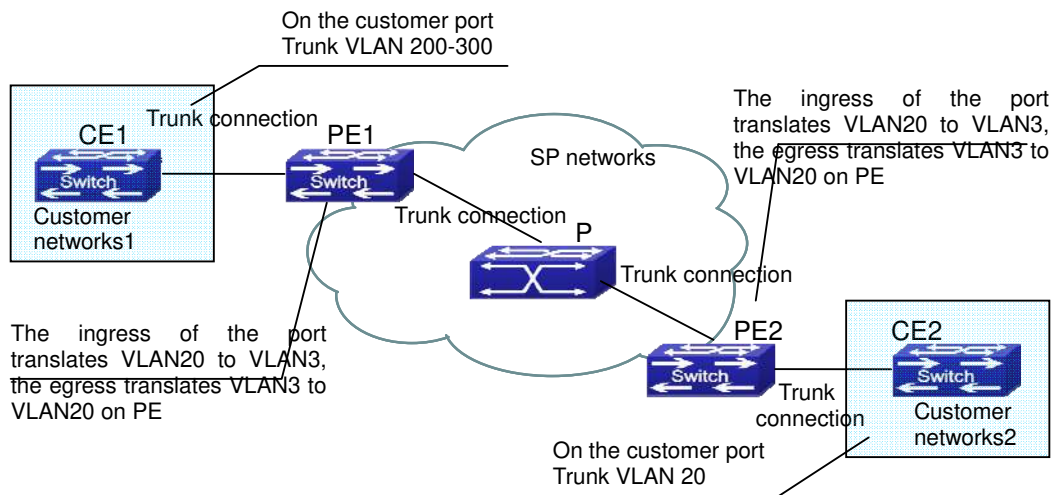 On the customer port
Trunk VLAN 200-300
Trunk connection
CE1
PE1
Switch
Switch
Customer
networks1
SP networks
The ingress of the port
translates VLAN20 to VLAN3,
the egress translates VLAN3 to
VLAN20 on PE
Trunk connection
P
Trunk connection
The ingress of the port
translates VLAN20 to VLAN3,
the egress translates VLAN3 to
VLAN20 on PE
PE2
CE2
Switch
Switch
Trunk
connection
Customer
networks2
On the customer port
Trunk VLAN 20